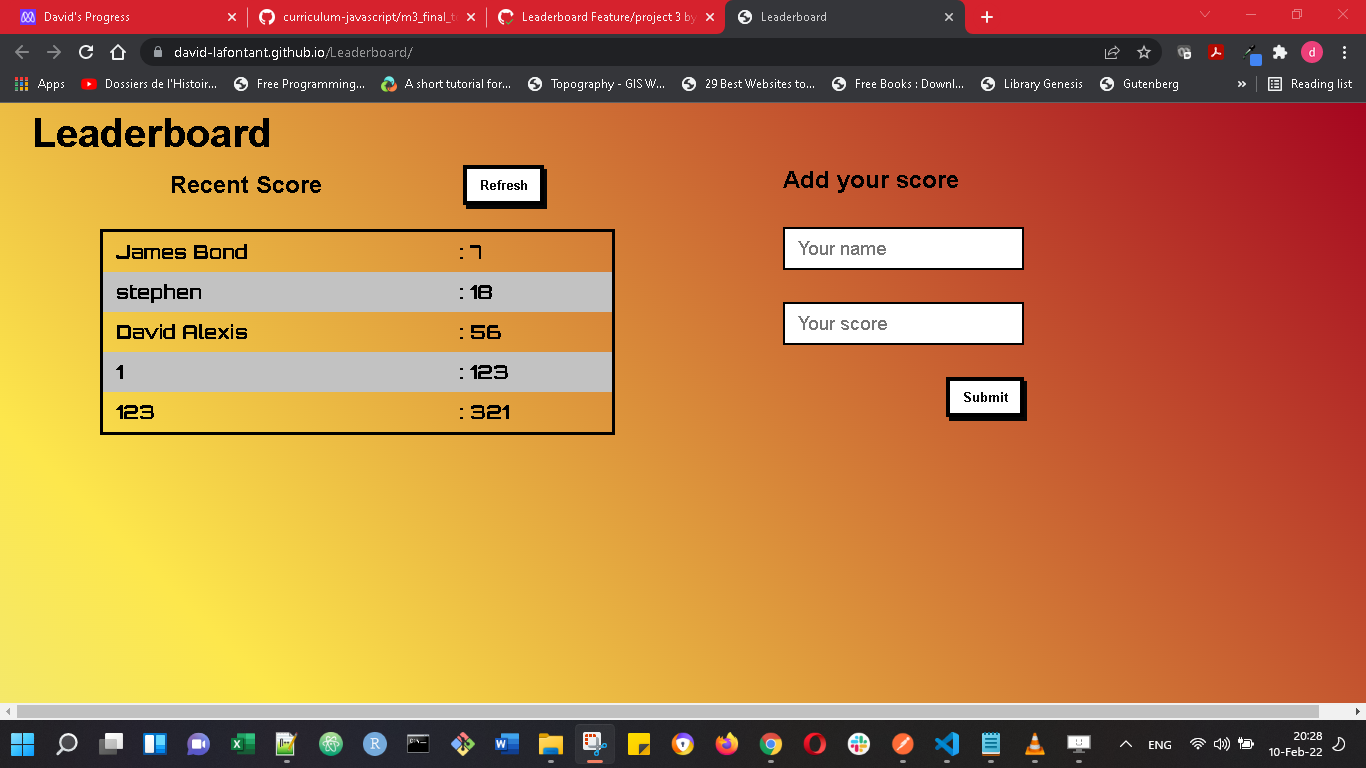 David's Progress
curriculum-javascript/m3_final_t
Leaderboard Feature/project 3 by
Leaderboard
david-lafontant.github.io/Leaderboard/
d
Apps
Dossiers de l'Histoir...
Free Programming...
A short tutorial for...
Topography - GIS W...
29 Best Websites to...
Free Books : Downl...
Library Genesis
Gutenberg
»
Reading list
Leaderboard
Recent Score
Refresh
James Bond : 7
stephen : 18
David Alexis : 56
1 : 123
123 : 321
Add your score
Your name
Your score
Submit
ENG
20:28
10-Feb-22